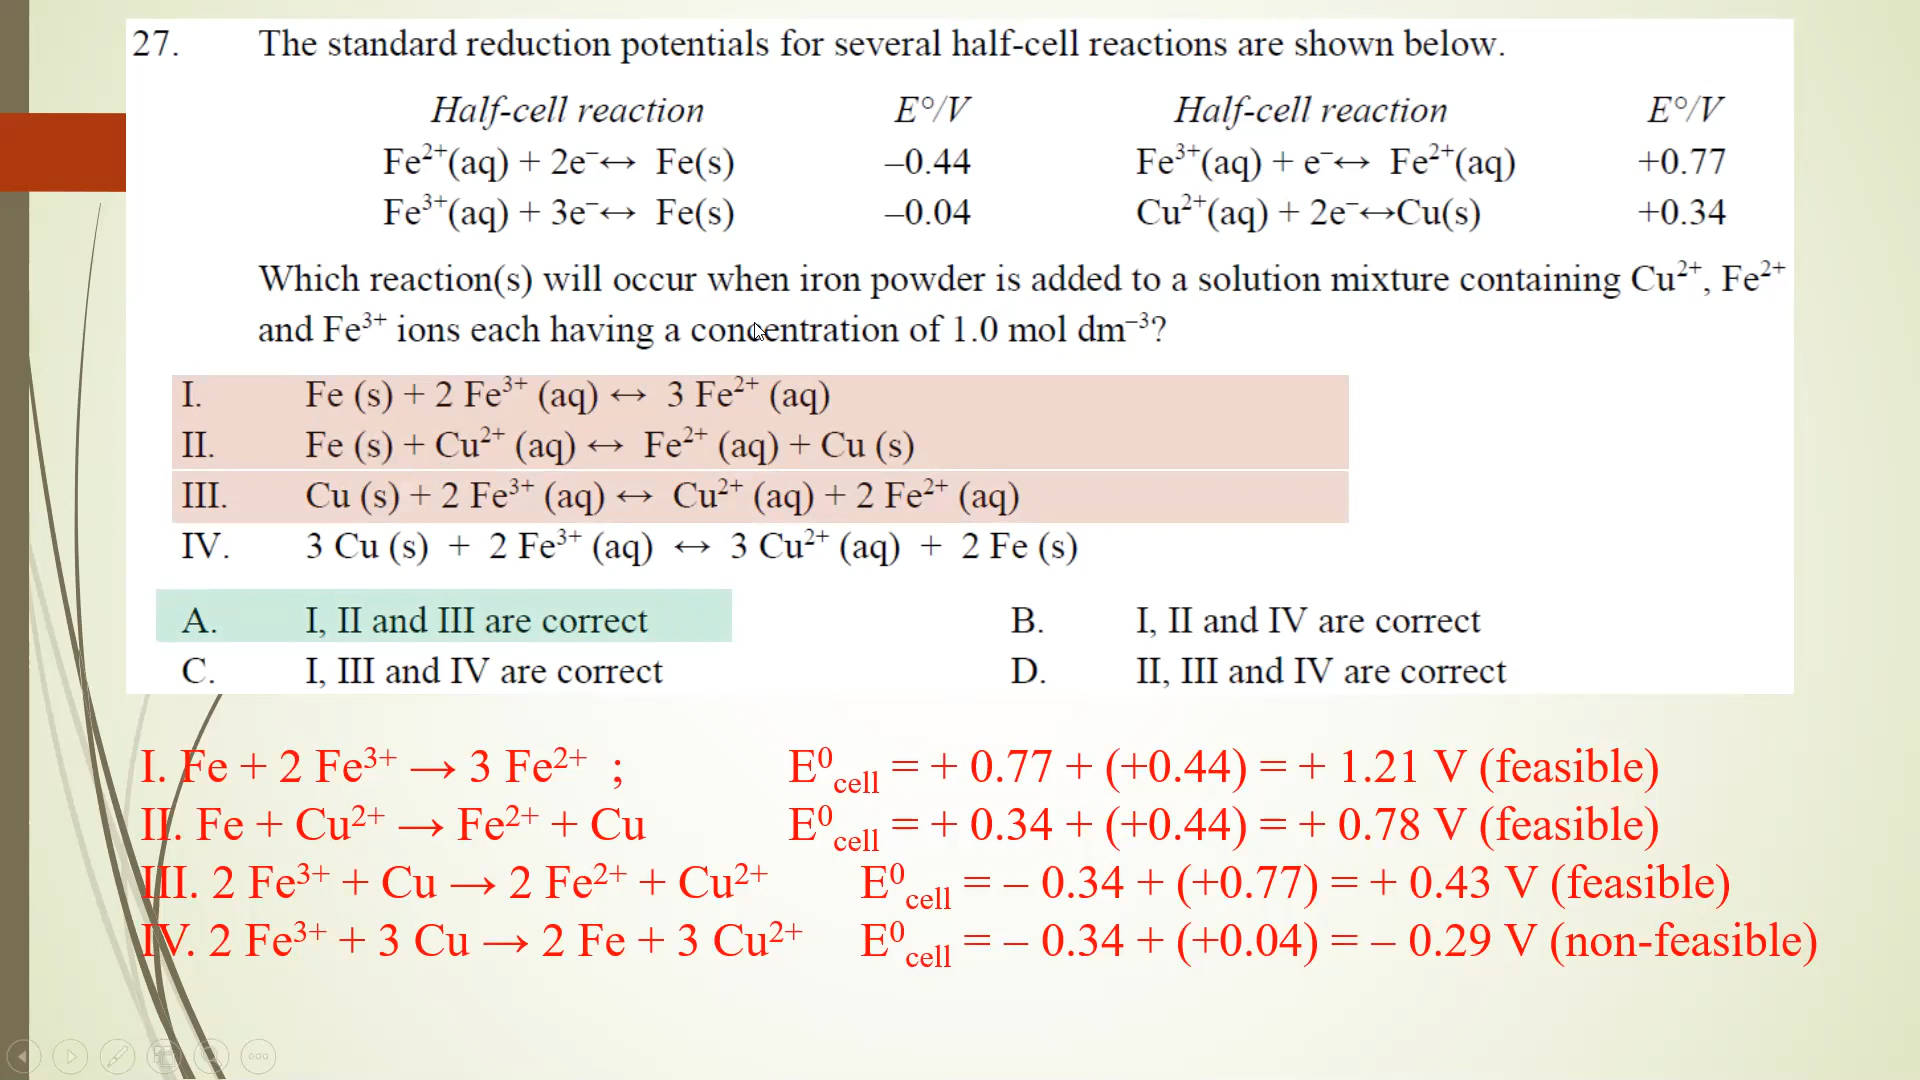 27. The standard reduction potentials for several half-cell reactions are shown below.
Half-cell reaction E°/V Half-cell reaction E°/V
Fe²⁺(aq) + 2e⁻↔ Fe(s) –0.44 Fe³⁺(aq) + e⁻↔ Fe²⁺(aq) +0.77
Fe³⁺(aq) + 3e⁻↔ Fe(s) –0.04 Cu²⁺(aq) + 2e⁻↔Cu(s) +0.34
Which reaction(s) will occur when iron powder is added to a solution mixture containing Cu²⁺, Fe²⁺
and Fe³⁺ ions each having a concentration of 1.0 mol dm⁻³?
I. Fe (s) + 2 Fe³⁺ (aq) ↔ 3 Fe²⁺ (aq)
II. Fe (s) + Cu²⁺ (aq) ↔ Fe²⁺ (aq) + Cu (s)
III. Cu (s) + 2 Fe³⁺ (aq) ↔ Cu²⁺ (aq) + 2 Fe²⁺ (aq)
IV. 3 Cu (s) + 2 Fe³⁺ (aq) ↔ 3 Cu²⁺ (aq) + 2 Fe (s)
A. I, II and III are correct B. I, II and IV are correct
C. I, III and IV are correct D. II, III and IV are correct
I. Fe + 2 Fe³⁺ → 3 Fe²⁺ ; E⁰cell = + 0.77 + (+0.44) = + 1.21 V (feasible)
II. Fe + Cu²⁺ → Fe²⁺ + Cu E⁰cell = + 0.34 + (+0.44) = + 0.78 V (feasible)
III. 2 Fe³⁺ + Cu → 2 Fe²⁺ + Cu²⁺ E⁰cell = – 0.34 + (+0.77) = + 0.43 V (feasible)
IV. 2 Fe³⁺ + 3 Cu → 2 Fe + 3 Cu²⁺ E⁰cell = – 0.34 + (+0.04) = – 0.29 V (non-feasible)